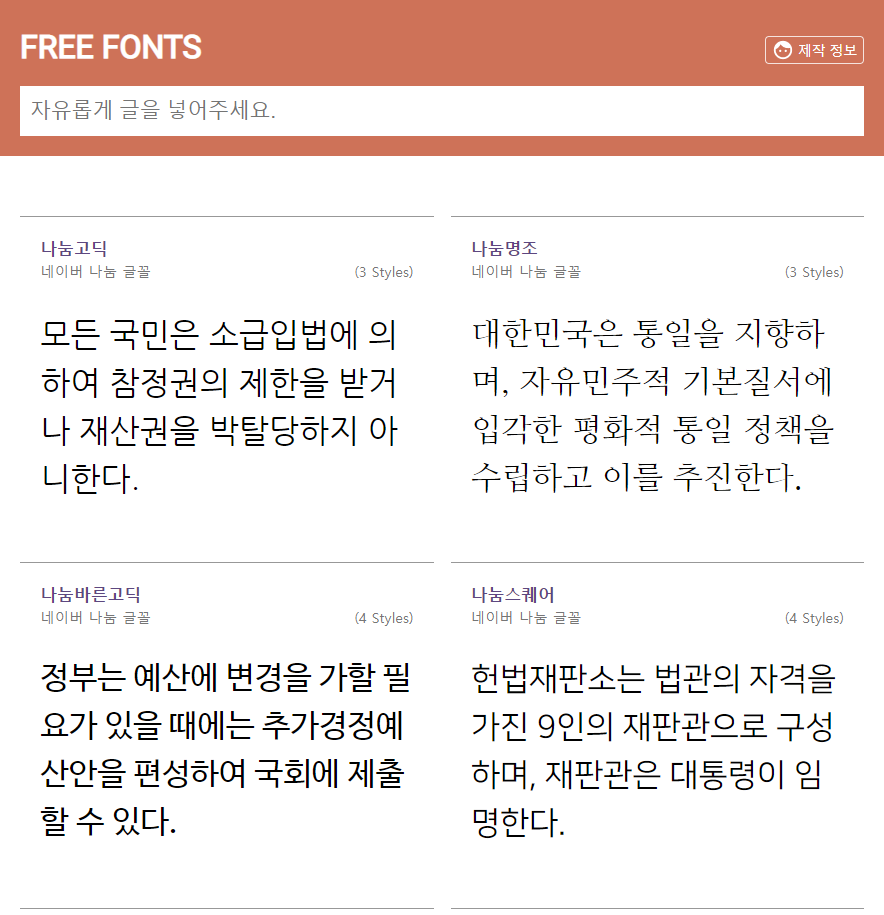 FREE FONTS
제작 정보
자유롭게 글을 넣어주세요.
나눔고딕
네이버 나눔 글꼴
(3 Styles)
모든 국민은 소급입법에 의
하여 참정권의 제한을 받거
나 재산권을 박탈당하지 아
니한다.
나눔명조
네이버 나눔 글꼴
(3 Styles)
대한민국은 통일을 지향하
며, 자유민주적 기본질서에
입각한 평화적 통일 정책을
수립하고 이를 추진한다.
나눔바른고딕
네이버 나눔 글꼴
(4 Styles)
정부는 예산에 변경을 가할 필
요가 있을 때에는 추가경정예
산안을 편성하여 국회에 제출
할 수 있다.
나눔스퀘어
네이버 나눔 글꼴
(4 Styles)
헌법재판소는 법관의 자격을
가진 9인의 재판관으로 구성
하며, 재판관은 대통령이 임
명한다.